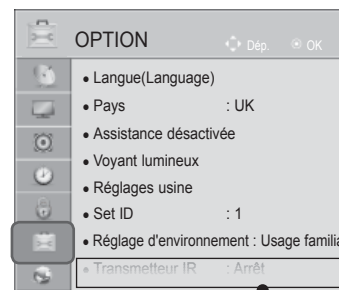 OPTION
Dép. OK
• Langue(Language)
• Pays : UK
• Assistance désactivée
• Voyant lumineux
• Réglages usine
• Set ID : 1
• Réglage d'environnement : Usage familia
• Transmetteur IR : Arrêt